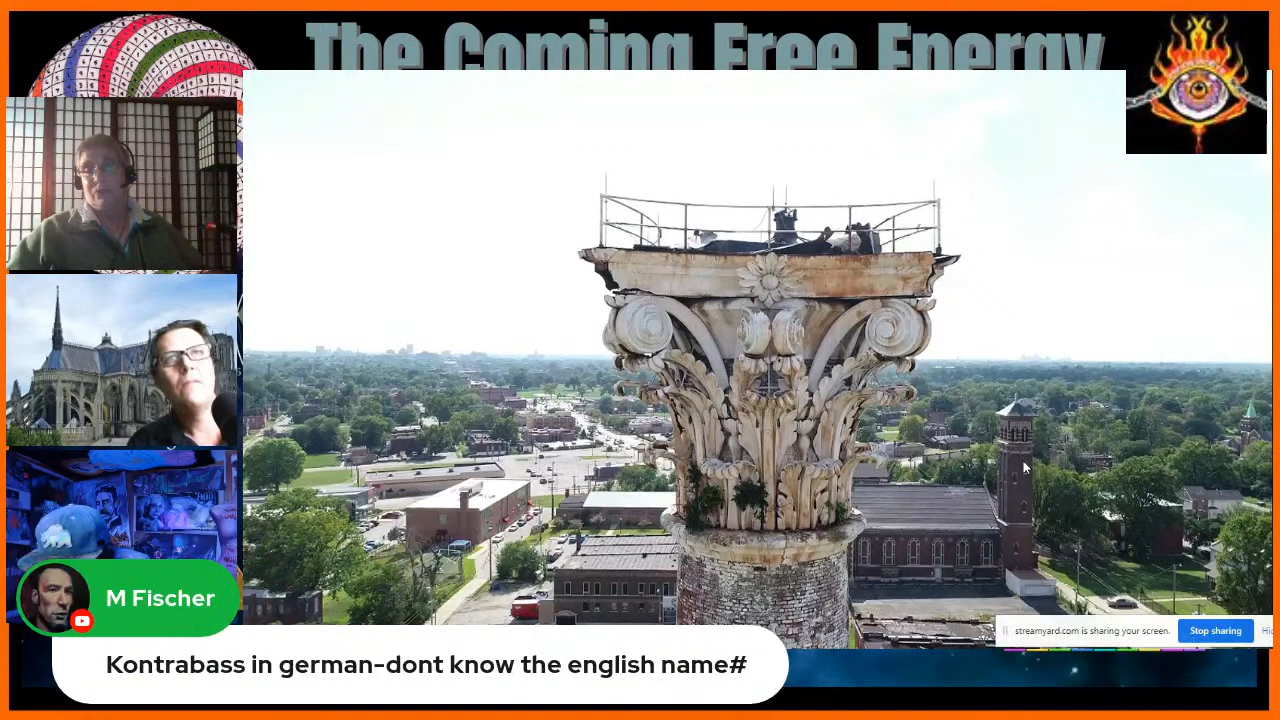 The Coming Free Energy
streamyard.com is sharing your screen.
Stop sharing
Hid
M Fischer
Kontrabass in german-dont know the english name#